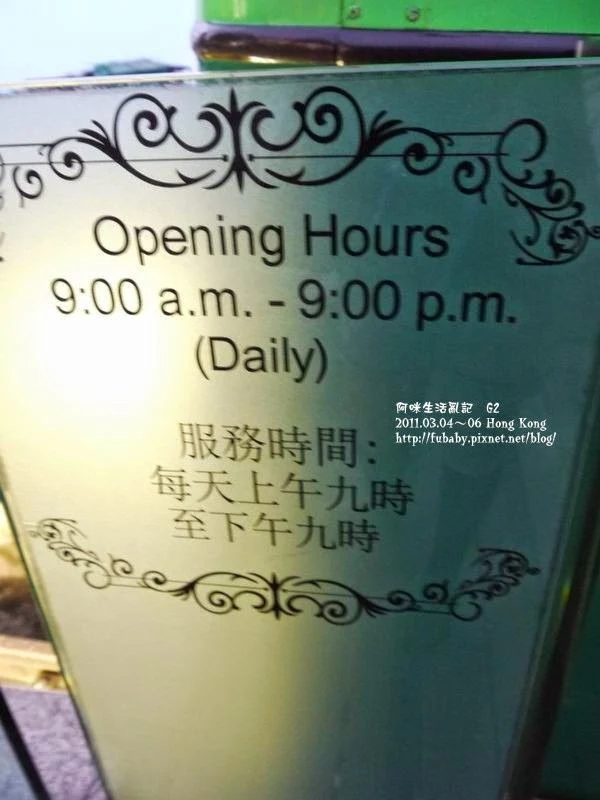 Opening Hours
9:00 a.m. - 9:00 p.m.
(Daily)
阿咪生活亂記 G2
2011.03.04～06 Hong Kong
http://fubaby.pixnet.net/blog/
服務時間:
每天上午九時
至下午九時